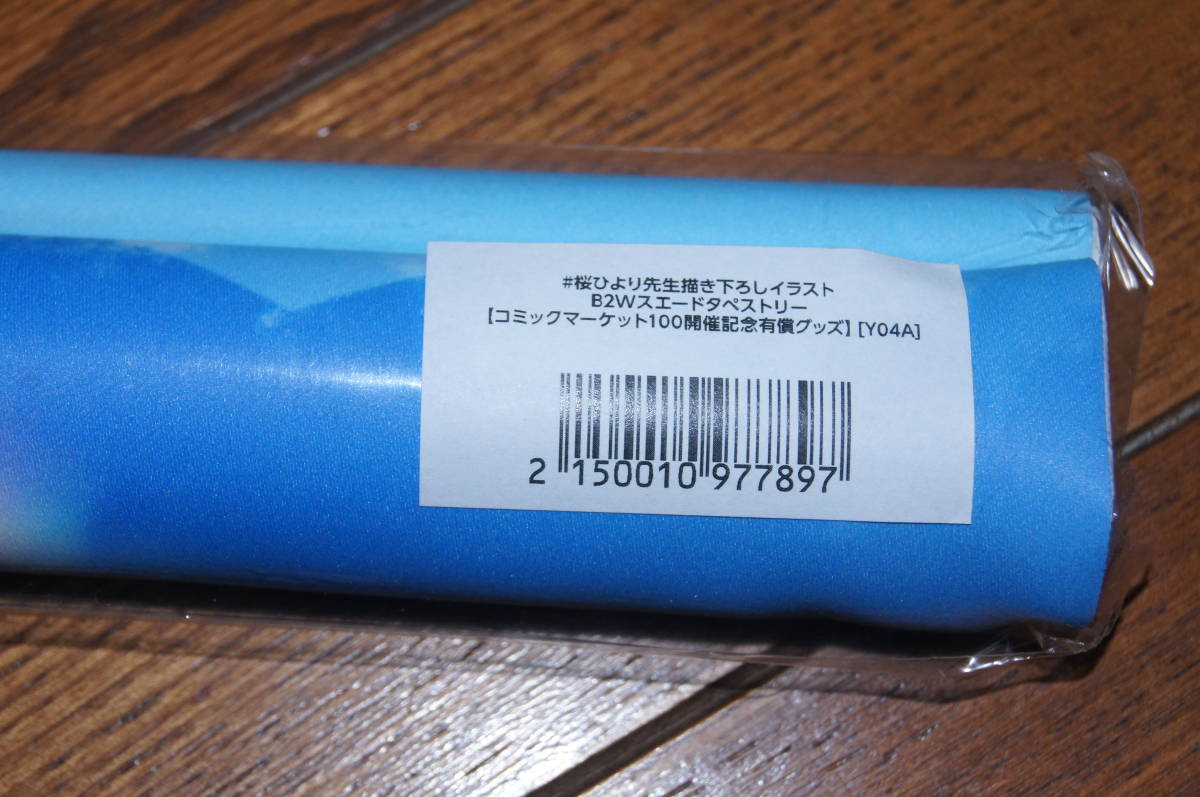 #桜ひより先生描き下ろしイラスト
B2Wスエードタペストリー
【コミックマーケット100開催記念有償グッズ】 [Y04A]
2 150010 977897